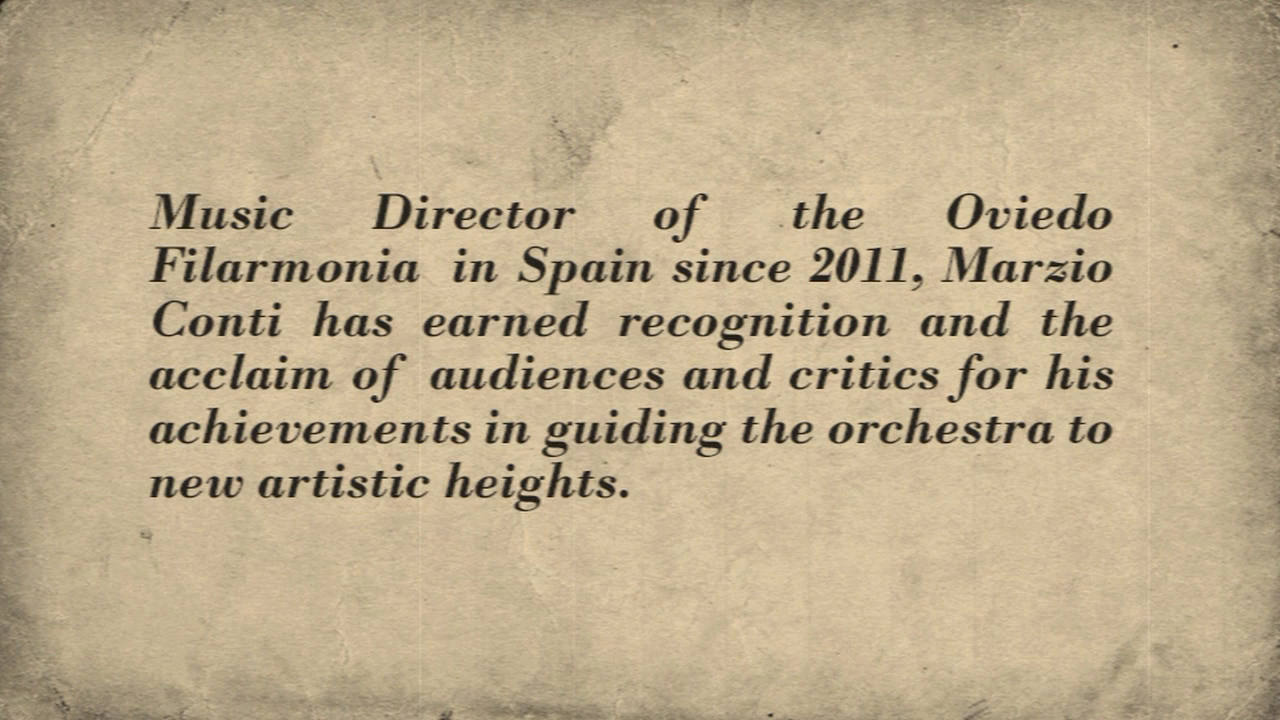 Music Director of the Oviedo
Filarmonia in Spain since 2011, Marzio
Conti has earned recognition and the
acclaim of audiences and critics for his
achievements in guiding the orchestra to
new artistic heights.